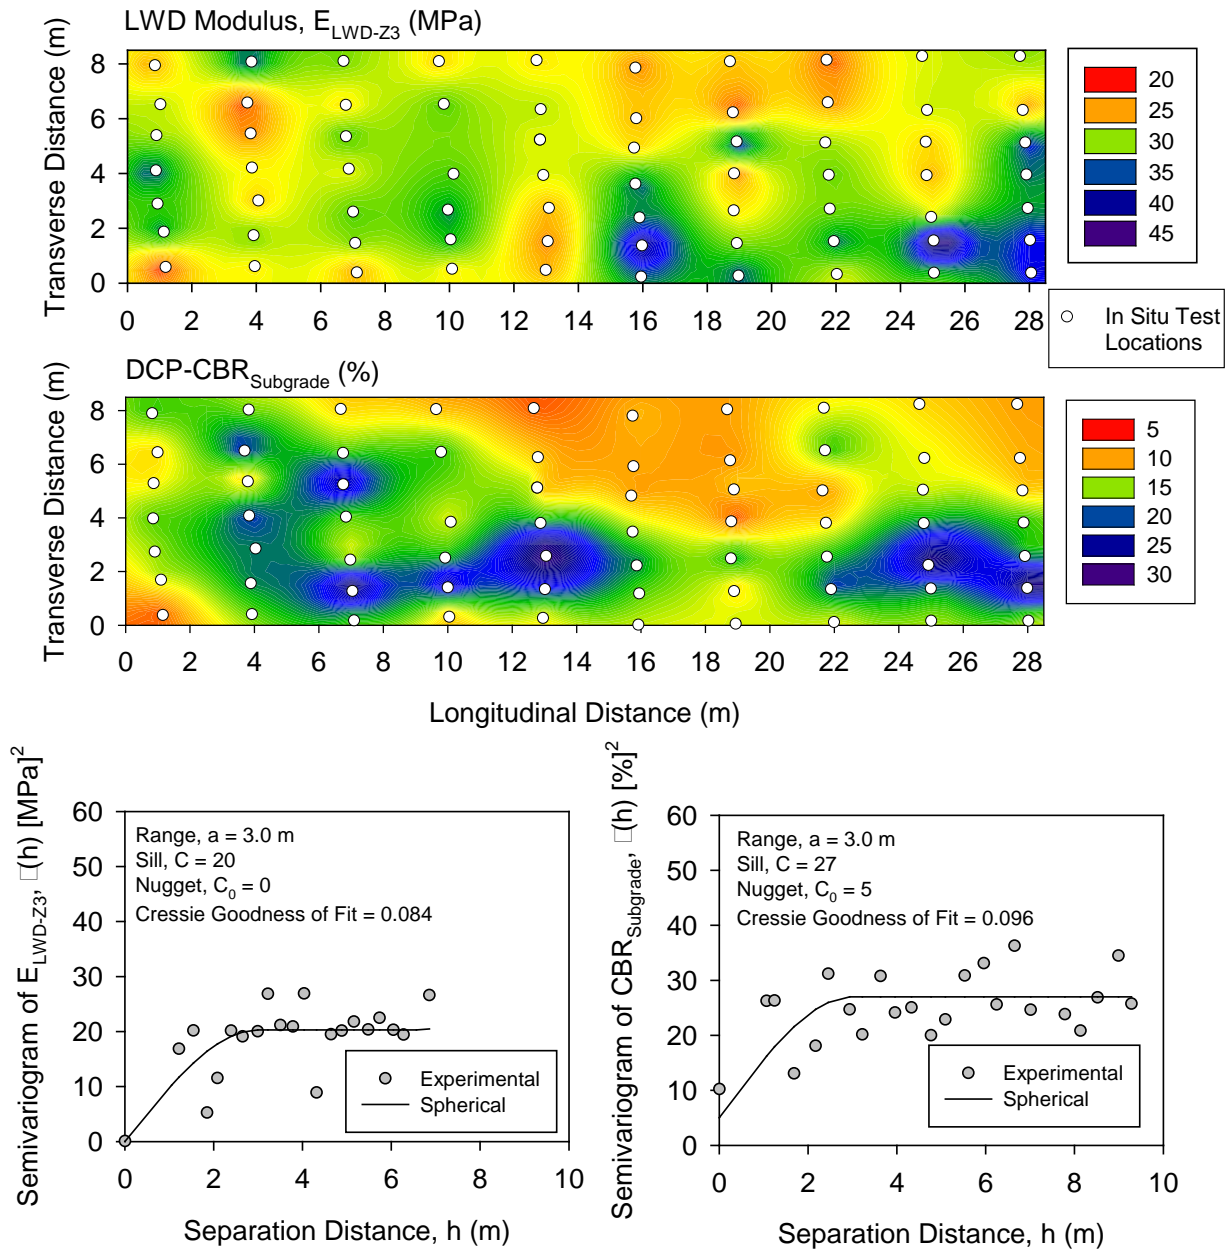 LWD Modulus, E_LWD-Z3 (MPa)
Transverse Distance (m)
8
6
4
2
0
0 2 4 6 8 10 12 14 16 18 20 22 24 26 28
20
25
30
35
40
45
In Situ Test
Locations
DCP-CBR_Subgrade (%)
Transverse Distance (m)
8
6
4
2
0
0 2 4 6 8 10 12 14 16 18 20 22 24 26 28
5
10
15
20
25
30
Longitudinal Distance (m)
Semivariogram of E_LWD-Z3, □(h) [MPa]²
60
50
40
30
20
10
0
Range, a = 3.0 m
Sill, C = 20
Nugget, C₀ = 0
Cressie Goodness of Fit = 0.084
Experimental
Spherical
0 2 4 6 8 10
Separation Distance, h (m)
Semivariogram of CBR_Subgrade, □(h) [%]²
60
50
40
30
20
10
0
Range, a = 3.0 m
Sill, C = 27
Nugget, C₀ = 5
Cressie Goodness of Fit = 0.096
Experimental
Spherical
0 2 4 6 8 10
Separation Distance, h (m)